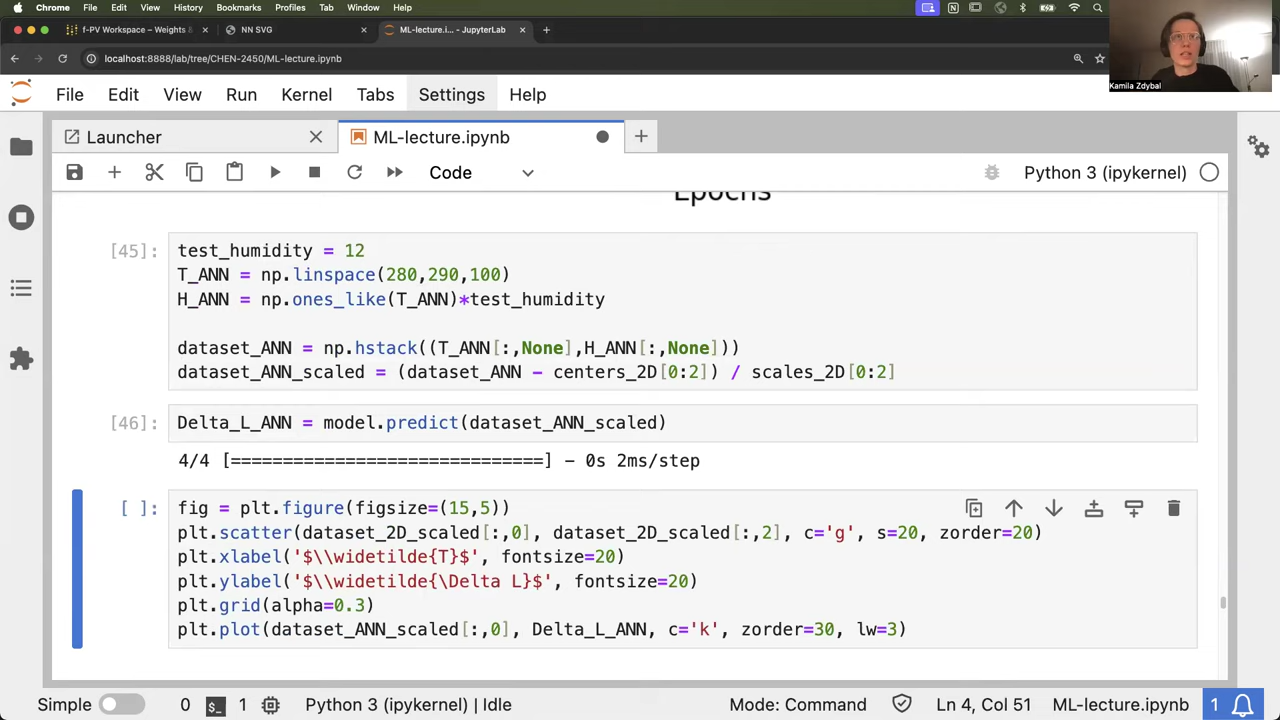 Chrome File Edit View History Bookmarks Profiles Tab Window Help
f-PV Workspace – Weights &
NN SVG
ML-lecture.i... - JupyterLab
localhost:8888/lab/tree/CHEN-2450/ML-lecture.ipynb
Kamila Zdybal
File Edit View Run Kernel Tabs Settings Help
Launcher
ML-lecture.ipynb
Code
Python 3 (ipykernel)
Epochs
[45]:
test_humidity = 12
T_ANN = np.linspace(280,290,100)
H_ANN = np.ones_like(T_ANN)*test_humidity
dataset_ANN = np.hstack((T_ANN[:,None],H_ANN[:,None]))
dataset_ANN_scaled = (dataset_ANN - centers_2D[0:2]) / scales_2D[0:2]
[46]:
Delta_L_ANN = model.predict(dataset_ANN_scaled)
4/4 [==============================] - 0s 2ms/step
[ ]:
fig = plt.figure(figsize=(15,5))
plt.scatter(dataset_2D_scaled[:,0], dataset_2D_scaled[:,2], c='g', s=20, zorder=20)
plt.xlabel('$\\widetilde{T}$', fontsize=20)
plt.ylabel('$\\widetilde{\Delta L}$', fontsize=20)
plt.grid(alpha=0.3)
plt.plot(dataset_ANN_scaled[:,0], Delta_L_ANN, c='k', zorder=30, lw=3)
Simple 0 $_ 1 Python 3 (ipykernel) | Idle Mode: Command Ln 4, Col 51 ML-lecture.ipynb 1